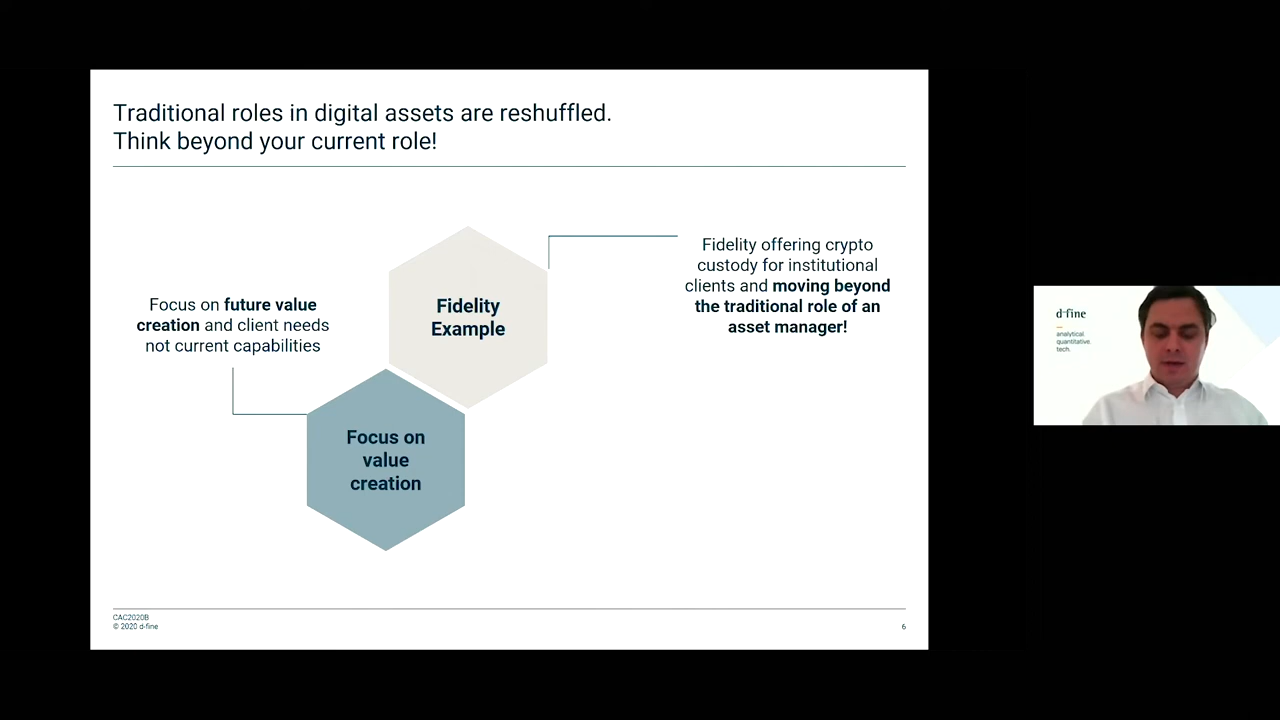 Traditional roles in digital assets are reshuffled.
Think beyond your current role!
Fidelity
Example
Fidelity offering crypto
custody for institutional
clients and moving beyond
the traditional role of an
asset manager!
Focus on future value
creation and client needs
not current capabilities
Focus on
value
creation
CAC2020B
© 2020 d-fine
6
d-fine
analytical.
quantitative.
tech.